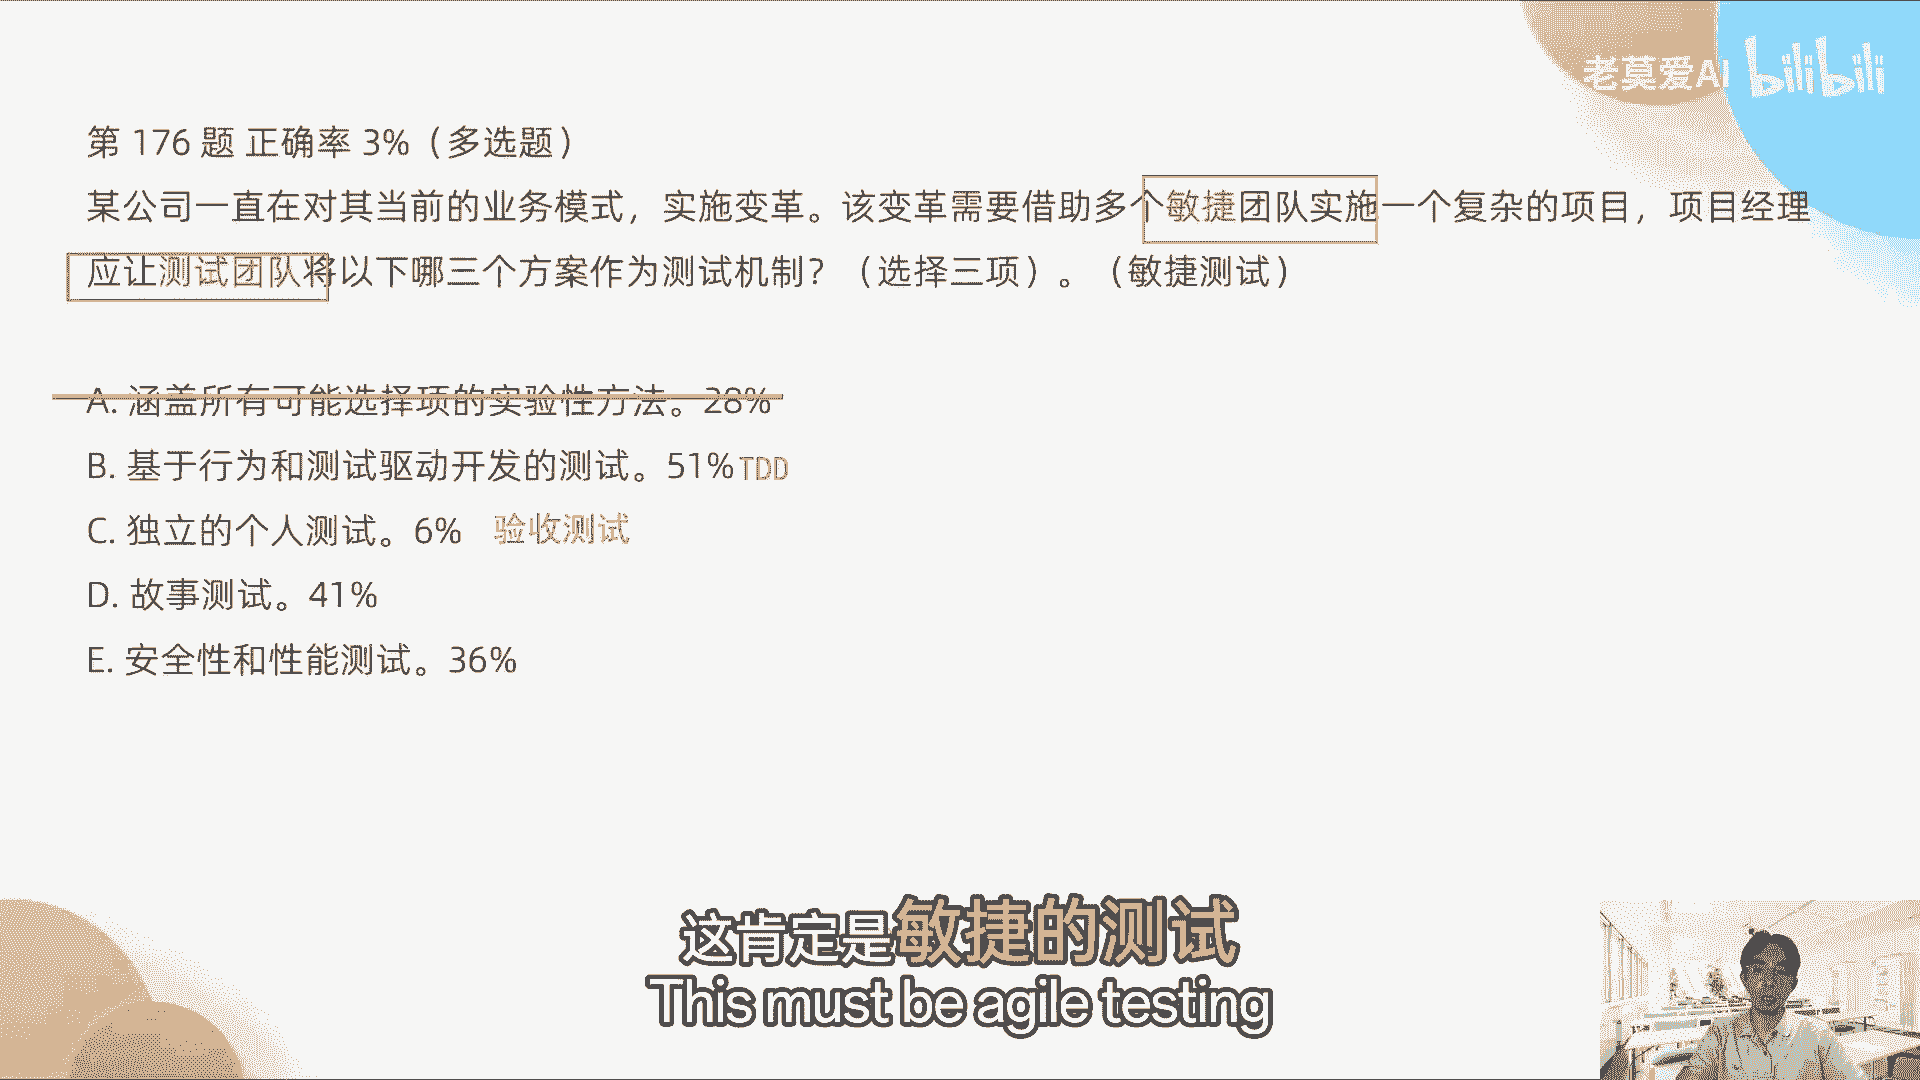 老莫爱AI bilibili
第 176 题 正确率 3%（多选题）
某公司一直在对其当前的业务模式，实施变革。该变革需要借助多个敏捷团队实施一个复杂的项目，项目经理
应让测试团队将以下哪三个方案作为测试机制？（选择三项）。（敏捷测试）
A. 涵盖所有可能选择项的实验性方法。28%
B. 基于行为和测试驱动开发的测试。51% TDD
C. 独立的个人测试。6% 验收测试
D. 故事测试。41%
E. 安全性和性能测试。36%
这肯定是敏捷的测试
This must be agile testing